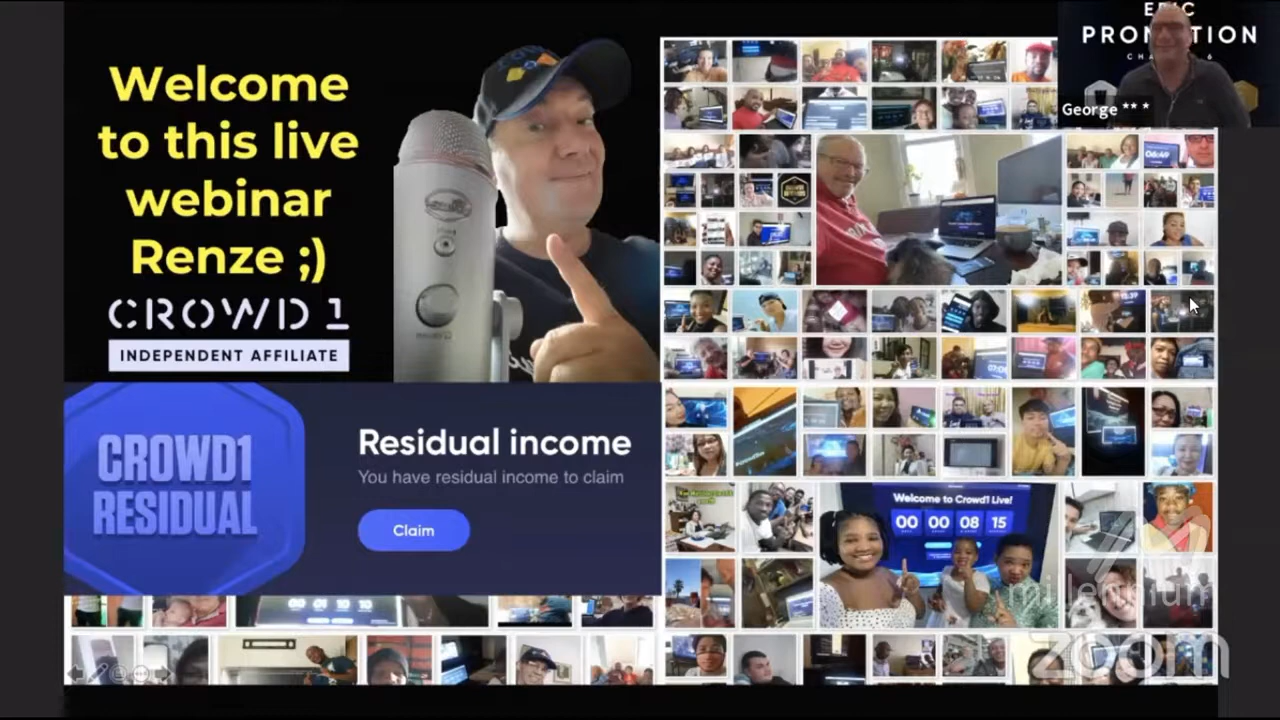 Welcome
to this live
webinar
Renze ;)
CROWD 1
INDEPENDENT AFFILIATE
CROWD1
RESIDUAL
Residual income
You have residual income to claim
Claim
EPIC
PROMOTION
George ** *
Welcome to Crowd1 Live!
00 00 08 15
zoom